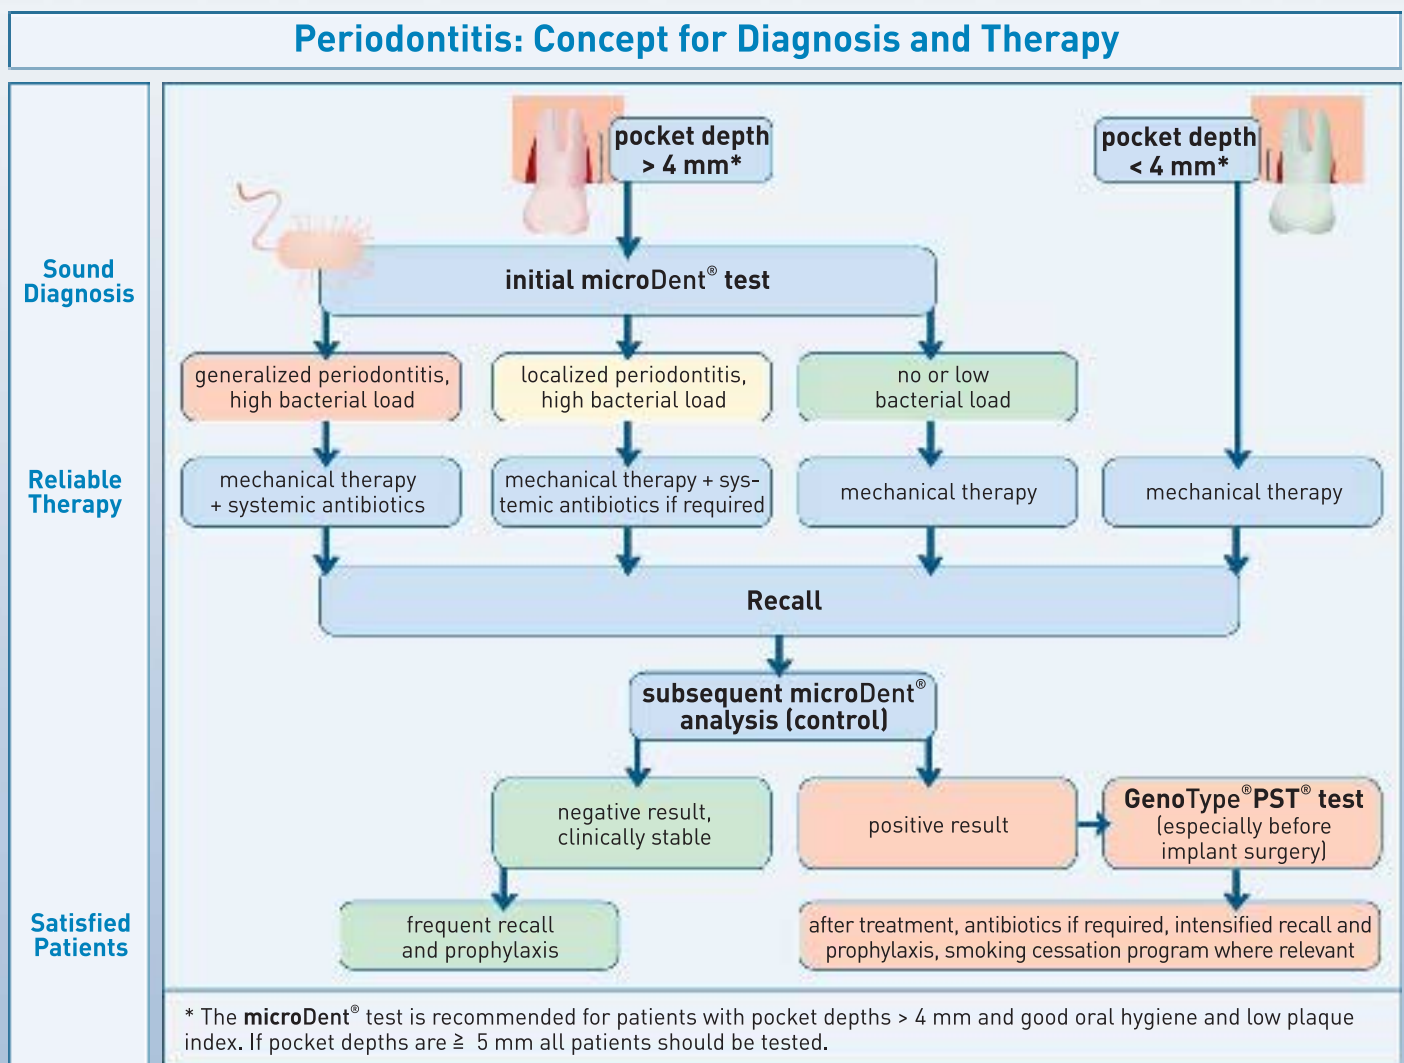 Periodontitis: Concept for Diagnosis and Therapy
pocket depth
> 4 mm*
pocket depth
< 4 mm*
Sound
Diagnosis
initial microDent® test
generalized periodontitis,
high bacterial load
localized periodontitis,
high bacterial load
no or low
bacterial load
Reliable
Therapy
mechanical therapy
+ systemic antibiotics
mechanical therapy + sys-
temic antibiotics if required
mechanical therapy
mechanical therapy
Recall
subsequent microDent®
analysis (control)
negative result,
clinically stable
positive result
GenoType®PST® test
(especially before
implant surgery)
Satisfied
Patients
frequent recall
and prophylaxis
after treatment, antibiotics if required, intensified recall and
prophylaxis, smoking cessation program where relevant
* The microDent® test is recommended for patients with pocket depths > 4 mm and good oral hygiene and low plaque
index. If pocket depths are ≧ 5 mm all patients should be tested.